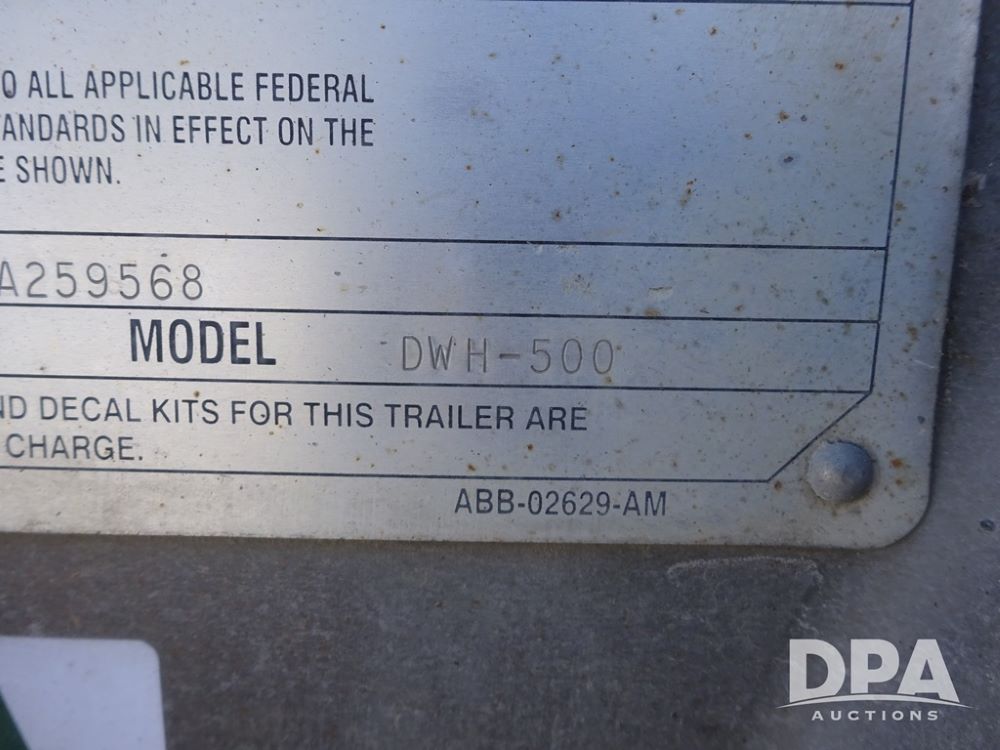 O ALL APPLICABLE FEDERAL
TANDARDS IN EFFECT ON THE
E SHOWN.
A259568
MODEL DWH-500
ND DECAL KITS FOR THIS TRAILER ARE
CHARGE.
ABB-02629-AM
DPA
AUCTIONS